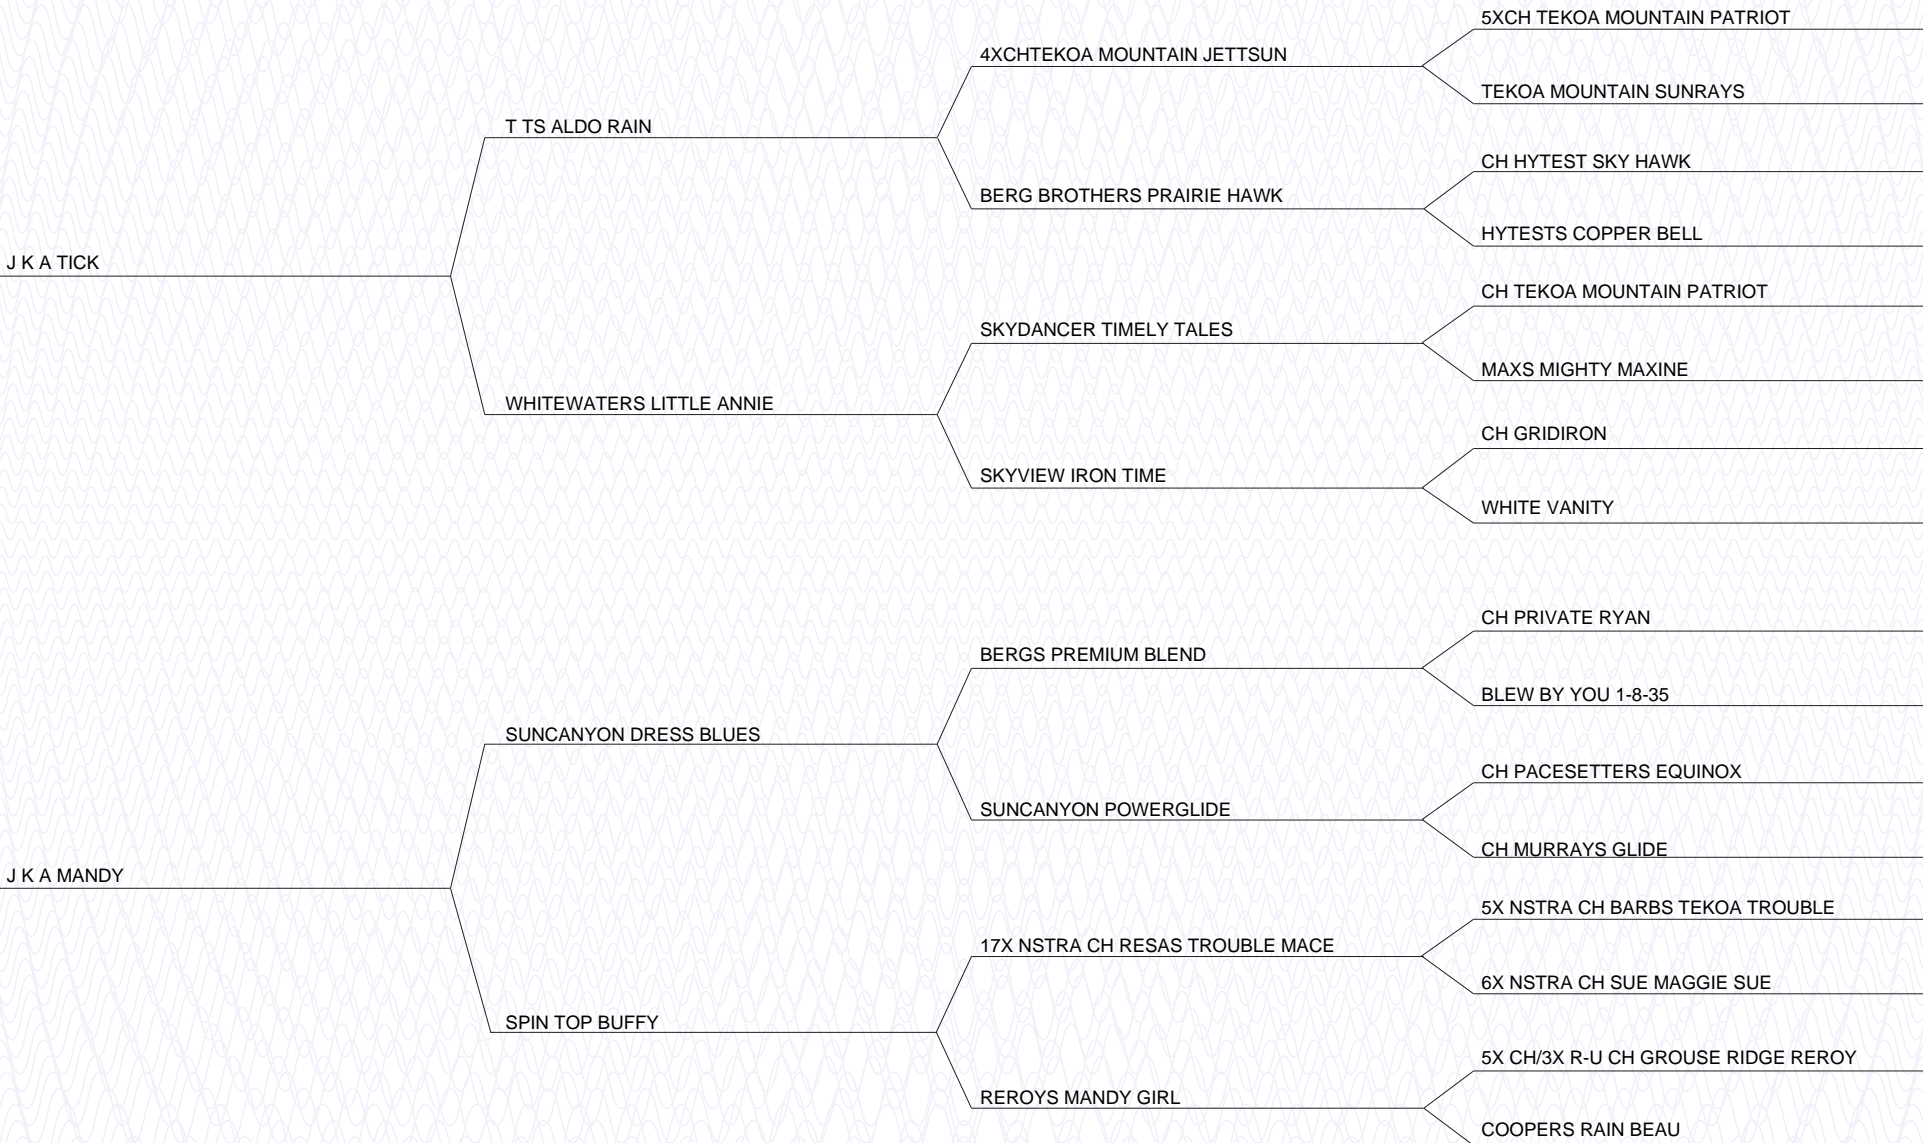 5XCH TEKOA MOUNTAIN PATRIOT
4XCHTEKOA MOUNTAIN JETTSUN
TEKOA MOUNTAIN SUNRAYS
T TS ALDO RAIN
CH HYTEST SKY HAWK
BERG BROTHERS PRAIRIE HAWK
HYTESTS COPPER BELL
J K A TICK
CH TEKOA MOUNTAIN PATRIOT
SKYDANCER TIMELY TALES
MAXS MIGHTY MAXINE
WHITEWATERS LITTLE ANNIE
CH GRIDIRON
SKYVIEW IRON TIME
WHITE VANITY
CH PRIVATE RYAN
BERGS PREMIUM BLEND
BLEW BY YOU 1-8-35
SUNCANYON DRESS BLUES
CH PACESETTERS EQUINOX
SUNCANYON POWERGLIDE
CH MURRAYS GLIDE
J K A MANDY
5X NSTRA CH BARBS TEKOA TROUBLE
17X NSTRA CH RESAS TROUBLE MACE
6X NSTRA CH SUE MAGGIE SUE
SPIN TOP BUFFY
5X CH/3X R-U CH GROUSE RIDGE REROY
REROYS MANDY GIRL
COOPERS RAIN BEAU